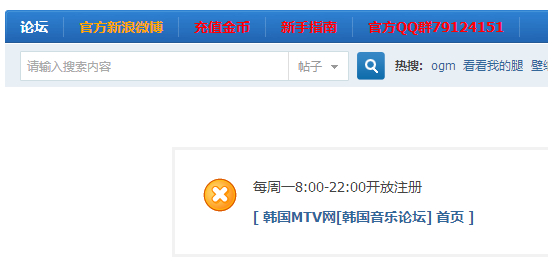 论坛 官方新浪微博 充值金币 新手指南 官方QQ群79124151
请输入搜索内容 帖子 热搜: ogm 看看我的腿
每周一8:00-22:00开放注册
[ 韩国MTV网[韩国音乐论坛] 首页 ]